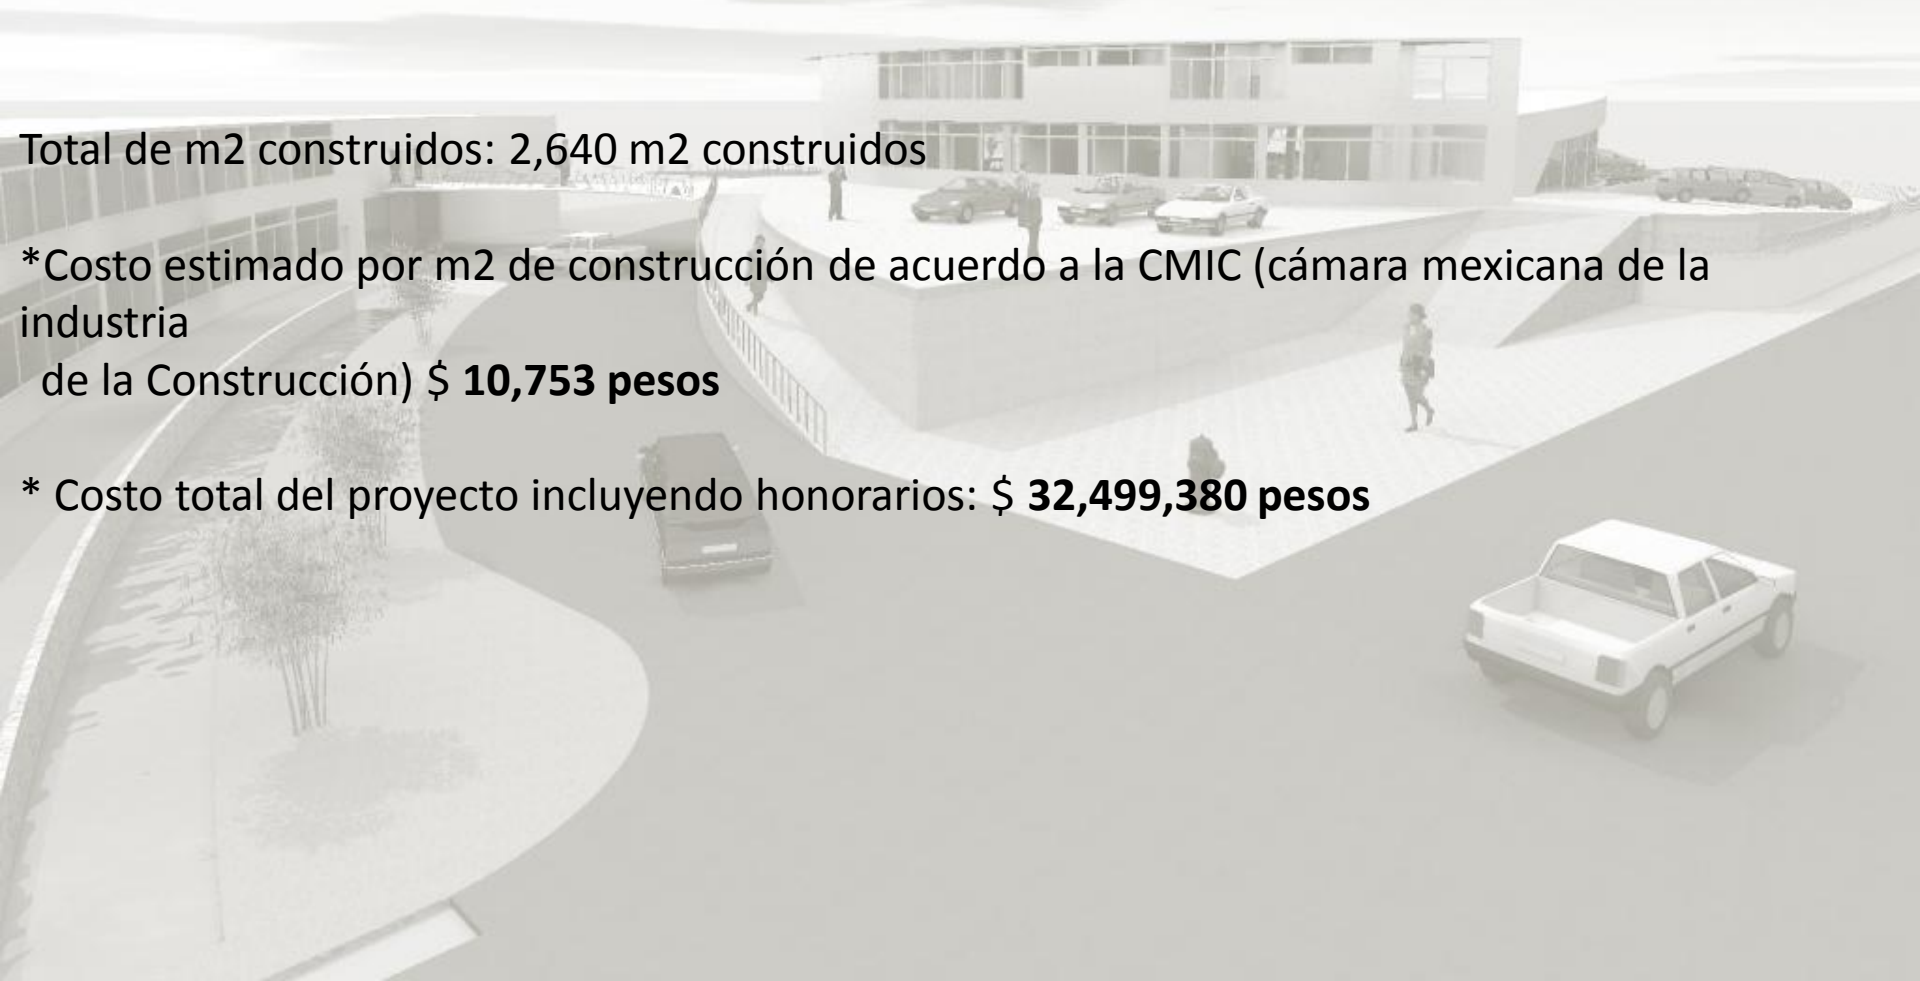 Total de m2 construidos: 2,640 m2 construidos
*Costo estimado por m2 de construcción de acuerdo a la CMIC (cámara mexicana de la
industria
de la Construcción) $ 10,753 pesos
* Costo total del proyecto incluyendo honorarios: $ 32,499,380 pesos